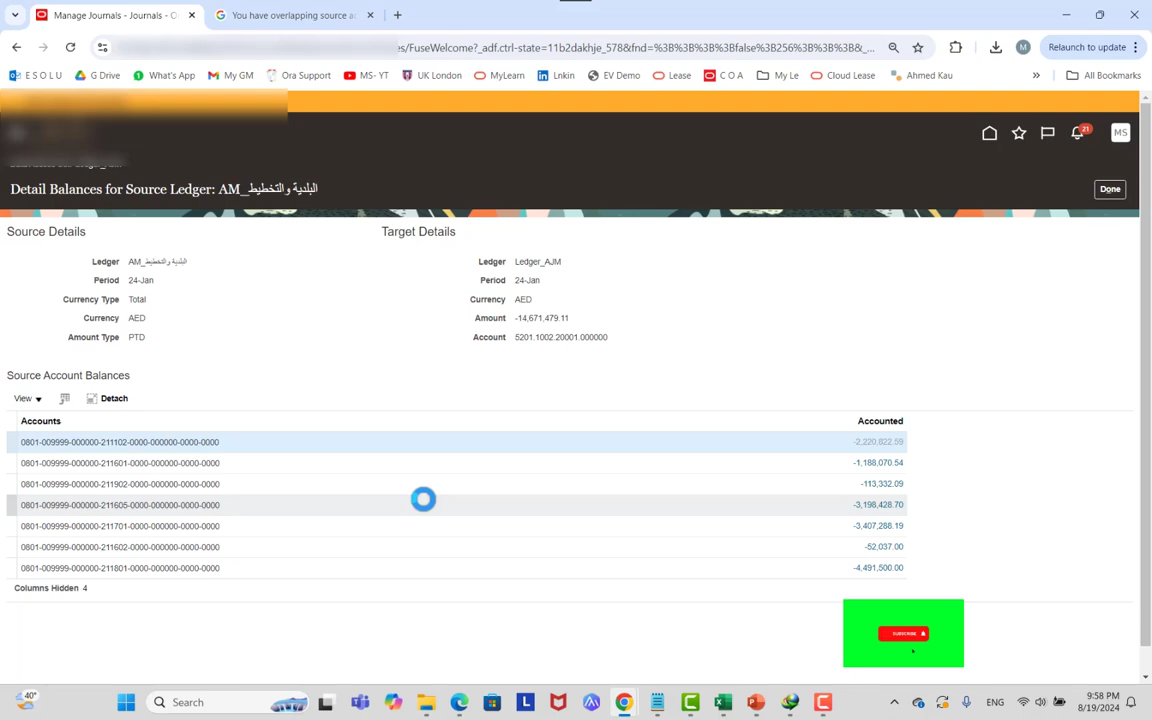 Manage Journals - Journals - O
You have overlapping source a
es/FuseWelcome?_adf.ctrl-state=11b2dakhje_578&fnd=%3B%3B%3B%3Bfalse%3B256%3B%3B%3B&_...
Relaunch to update
M
E S O L U
G Drive
What's App
My GM
Ora Support
MS- YT
UK London
MyLearn
Lnkin
EV Demo
Lease
C O A
My Le
Cloud Lease
Ahmed Kau
All Bookmarks
21
MS
Detail Balances for Source Ledger: AM_البلدية والتخطيط
Done
Source Details
Target Details
Ledger AM_البلدية والتخطيط
Ledger Ledger_AJM
Period 24-Jan
Period 24-Jan
Currency Type Total
Currency AED
Currency AED
Amount -14,671,479.11
Amount Type PTD
Account 5201.1002.20001.000000
Source Account Balances
View
Detach
Accounts Accounted
0801-009999-000000-211102-0000-000000-0000-0000 -2,220,822.59
0801-009999-000000-211601-0000-000000-0000-0000 -1,188,070.54
0801-009999-000000-211902-0000-000000-0000-0000 -113,332.09
0801-009999-000000-211605-0000-000000-0000-0000 -3,198,428.70
0801-009999-000000-211701-0000-000000-0000-0000 -3,407,288.19
0801-009999-000000-211602-0000-000000-0000-0000 -52,037.00
0801-009999-000000-211801-0000-000000-0000-0000 -4,491,500.00
Columns Hidden 4
SUBSCRIBE
40°
Search
ENG
9:58 PM
8/19/2024